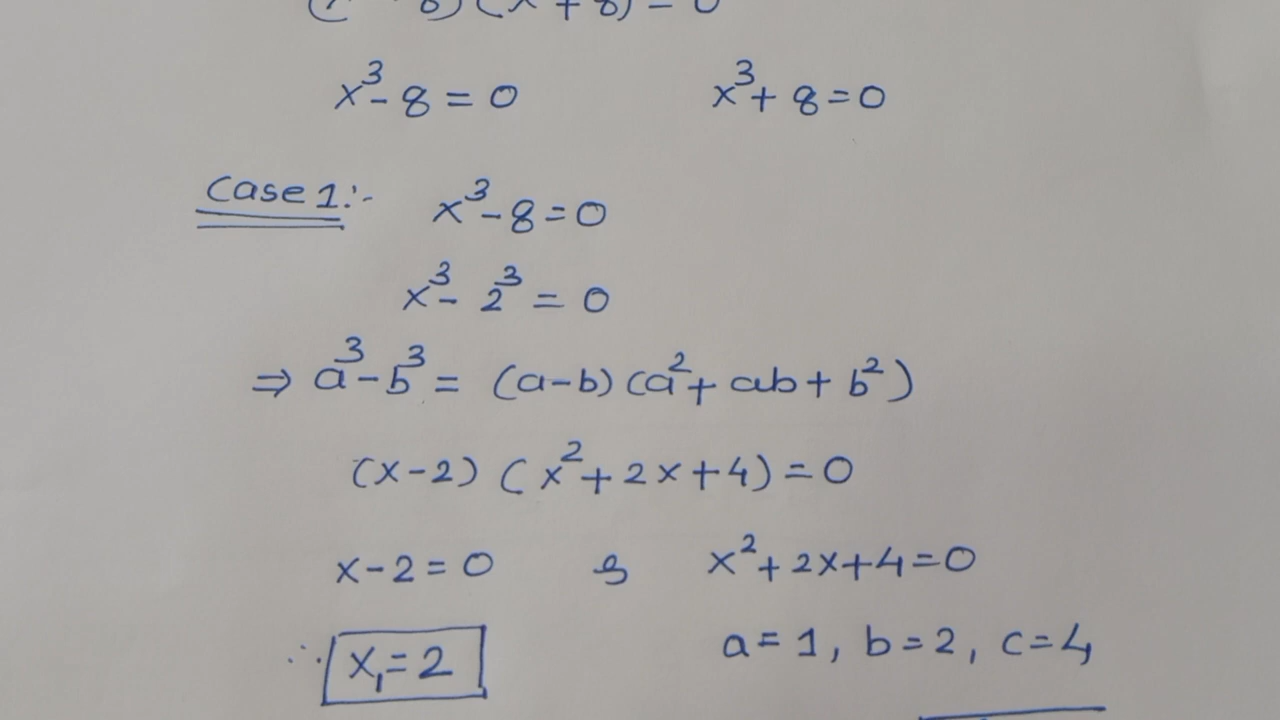 x³ - 8 = 0 x³ + 8 = 0
Case 1:- x³ - 8 = 0
x³ - 2³ = 0
⇒ a³ - b³ = (a - b) (a² + ab + b²)
(x - 2) (x² + 2x + 4) = 0
x - 2 = 0 & x² + 2x + 4 = 0
∴ x₁ = 2 a = 1, b = 2, c = 4